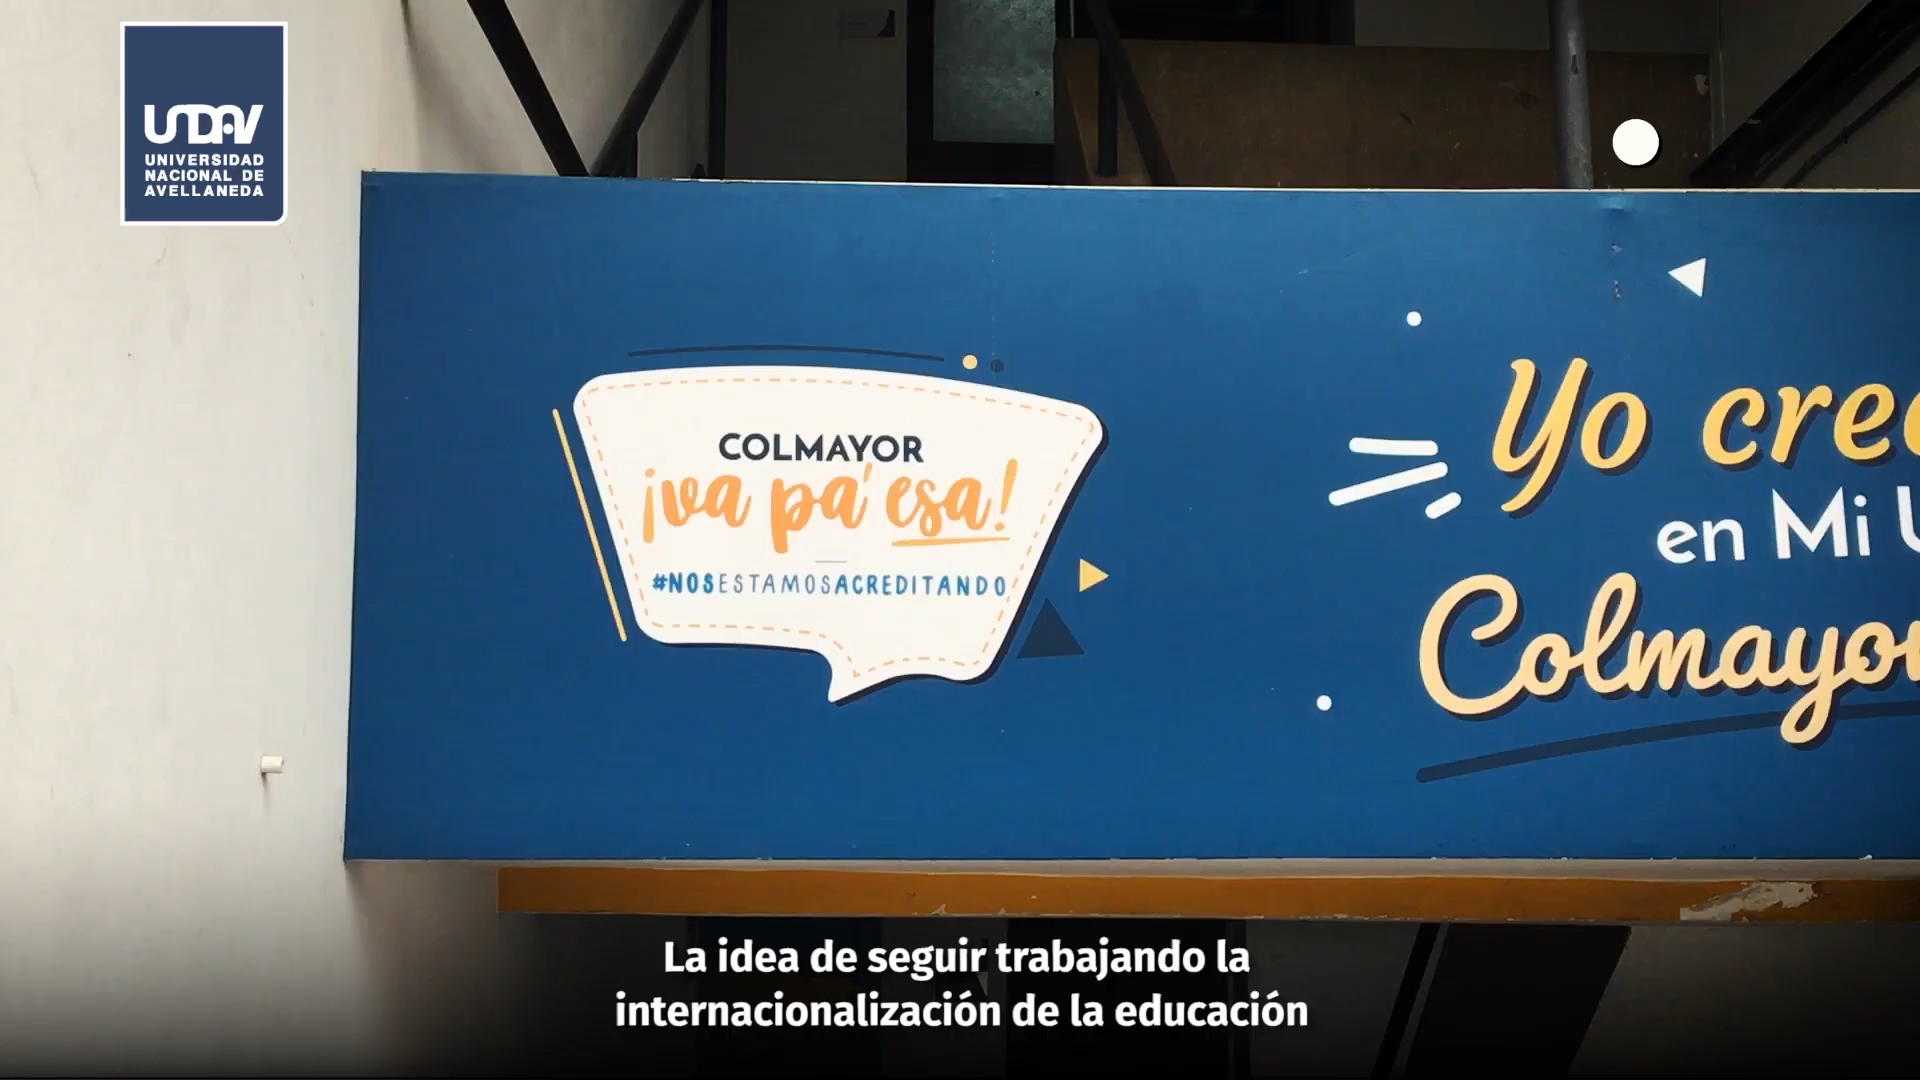 UNDAV
UNIVERSIDAD
NACIONAL DE
AVELLANEDA
COLMAYOR
¡va pa' esa!
#NOSESTAMOSACREDITANDO
Yo cre
en Mi U
Colmayor
La idea de seguir trabajando la
internacionalización de la educación